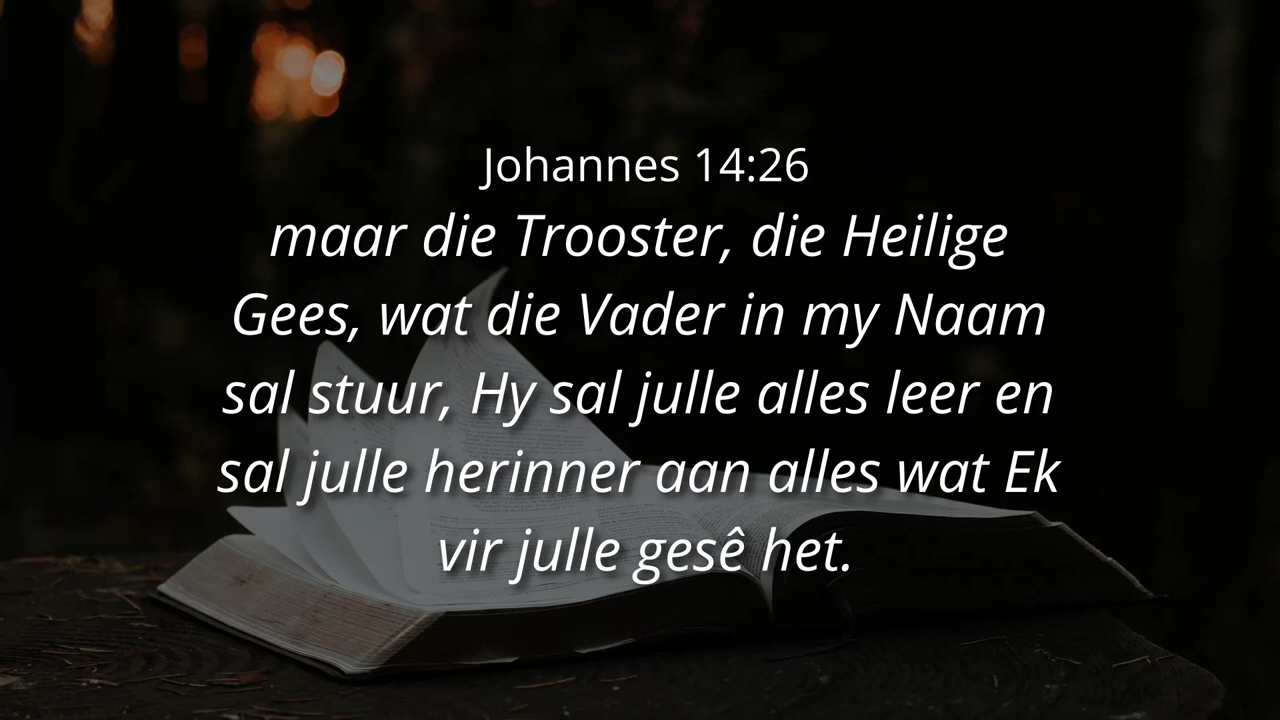 Johannes 14:26
maar die Trooster, die Heilige
Gees, wat die Vader in my Naam
sal stuur, Hy sal julle alles leer en
sal julle herinner aan alles wat Ek
vir julle gesê het.